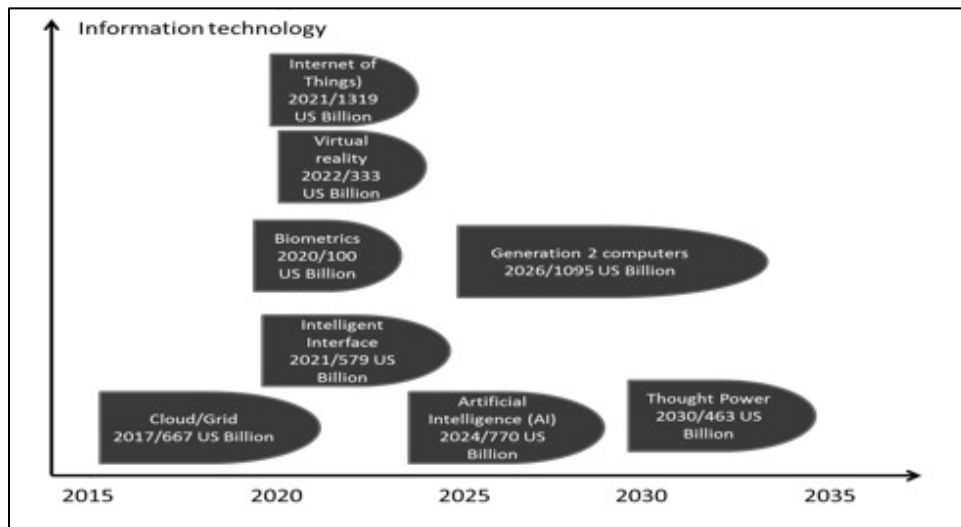 Information technology
Internet of
Things)
2021/1319
US Billion
Virtual
reality
2022/333
US Billion
Biometrics
2020/100
US Billion
Generation 2 computers
2026/1095 US Billion
Intelligent
Interface
2021/579 US
Billion
Cloud/Grid
2017/667 US Billion
Artificial
Intelligence (AI)
2024/770 US
Billion
Thought Power
2030/463 US
Billion
2015
2020
2025
2030
2035